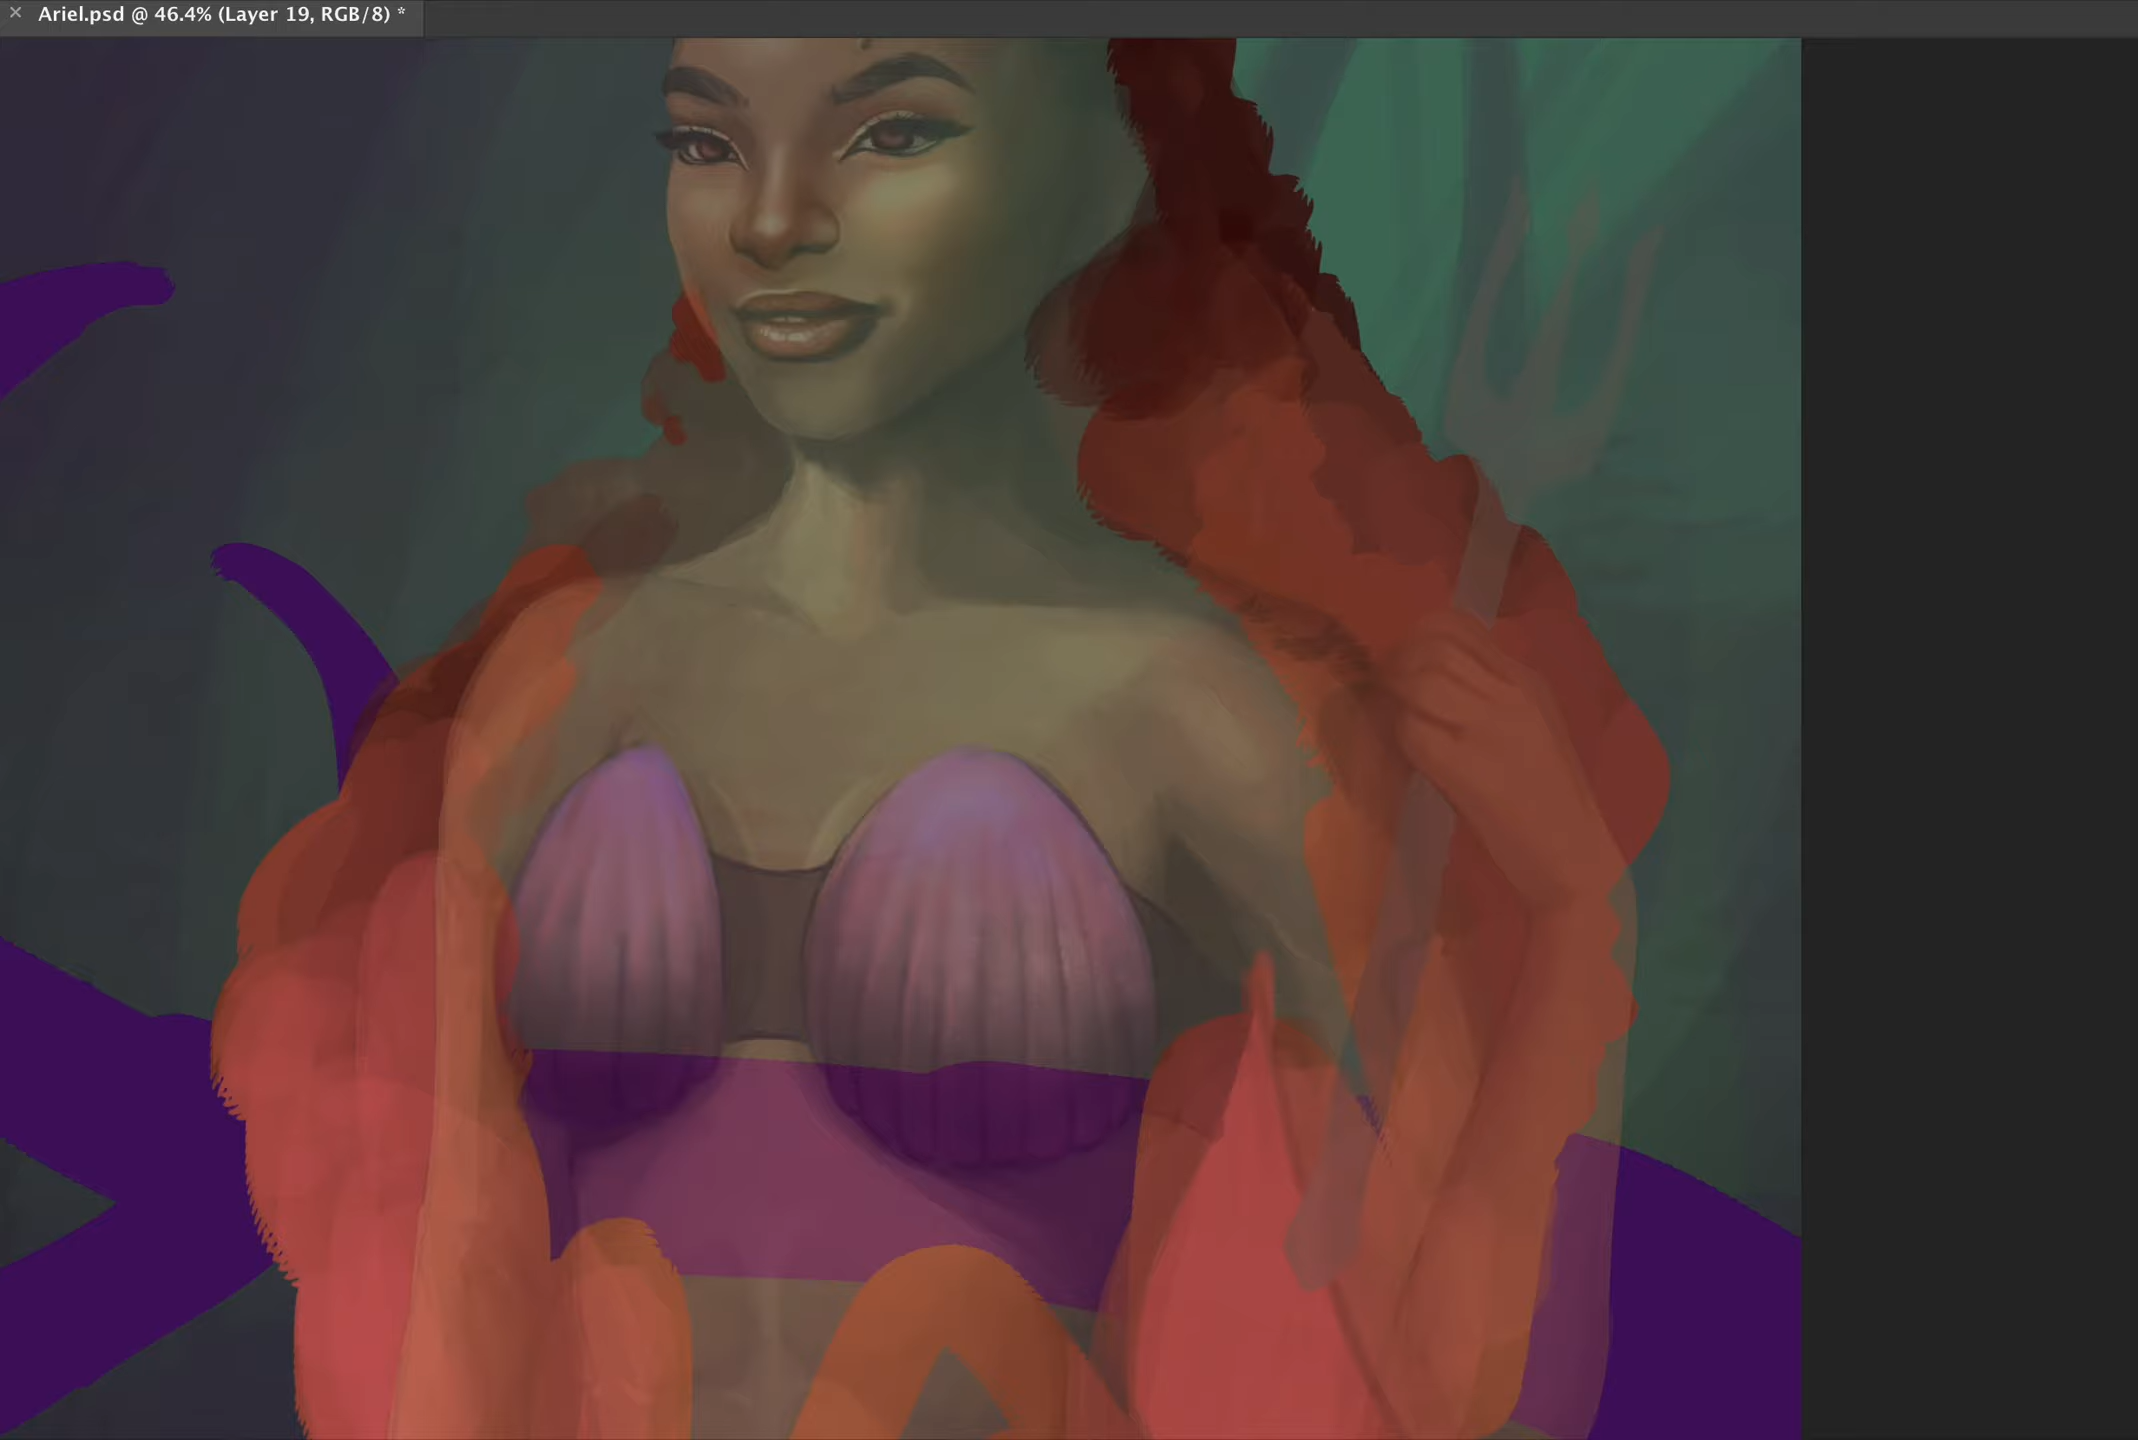 × Ariel.psd @ 46.4% (Layer 19, RGB/8) *